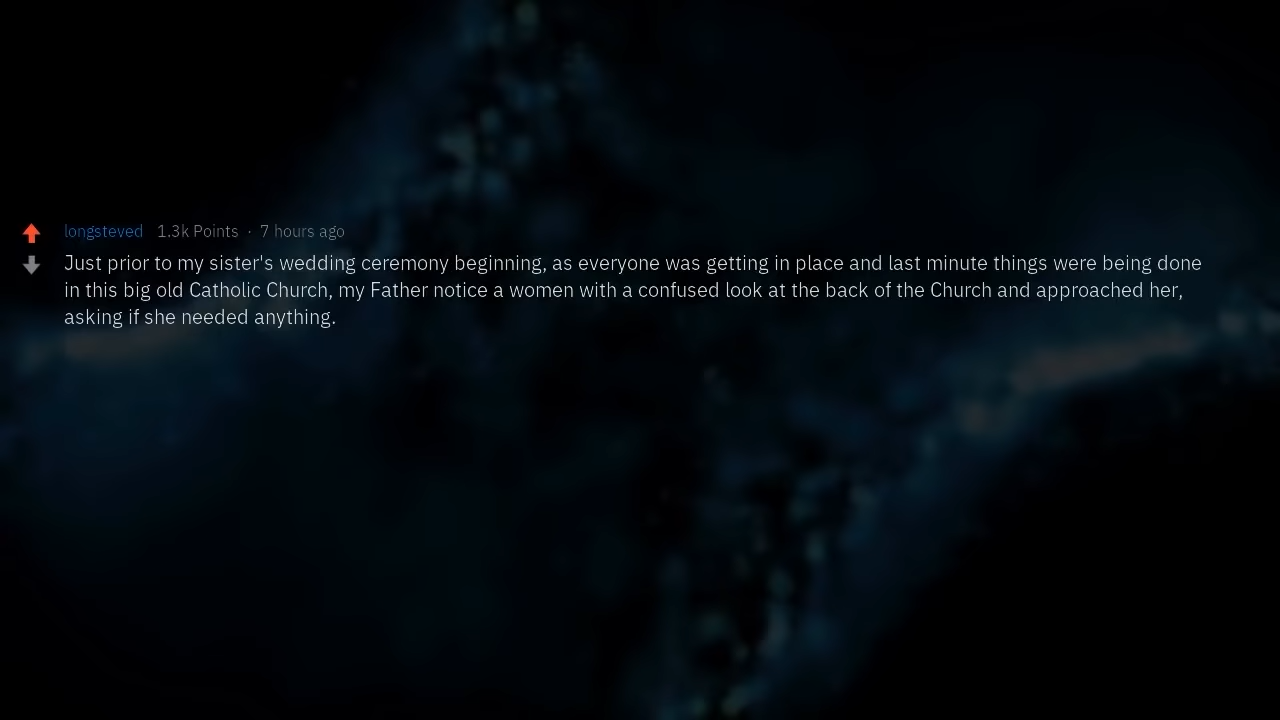 longsteved 1.3k Points · 7 hours ago
Just prior to my sister's wedding ceremony beginning, as everyone was getting in place and last minute things were being done
in this big old Catholic Church, my Father notice a women with a confused look at the back of the Church and approached her,
asking if she needed anything.